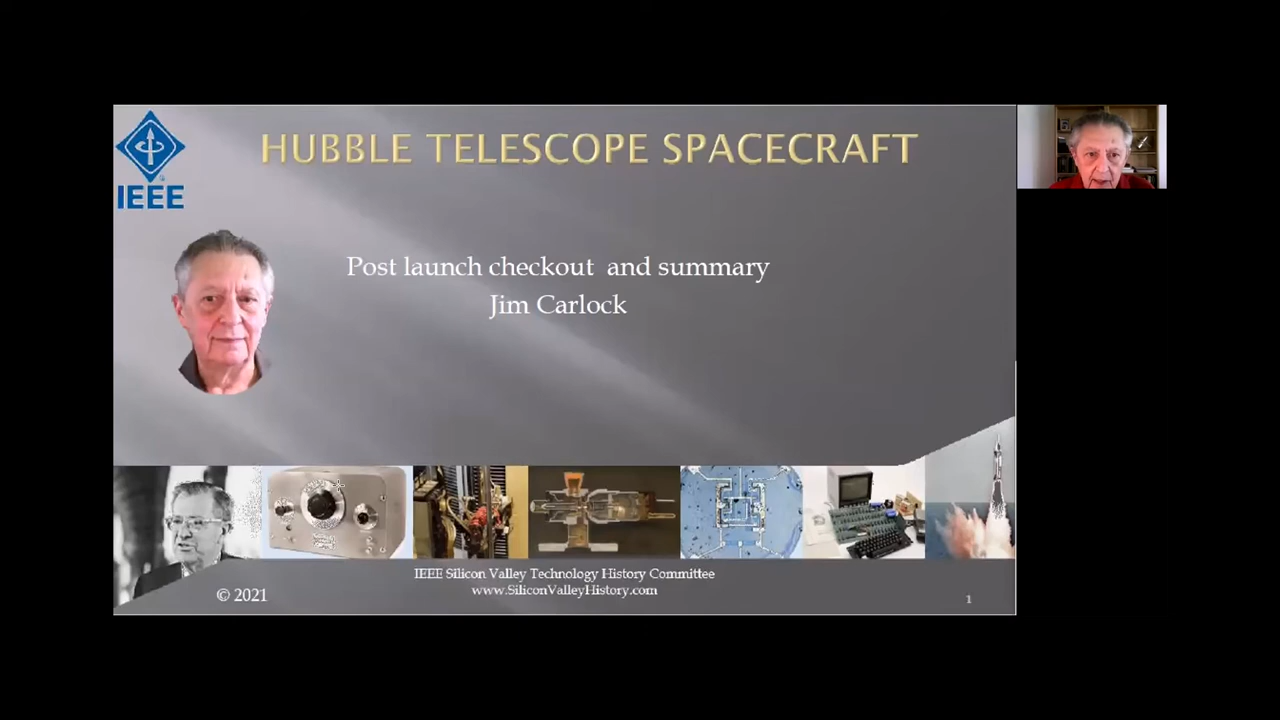 HUBBLE TELESCOPE SPACECRAFT
IEEE
Post launch checkout and summary
Jim Carlock
IEEE Silicon Valley Technology History Committee
www.SiliconValleyHistory.com
© 2021
1